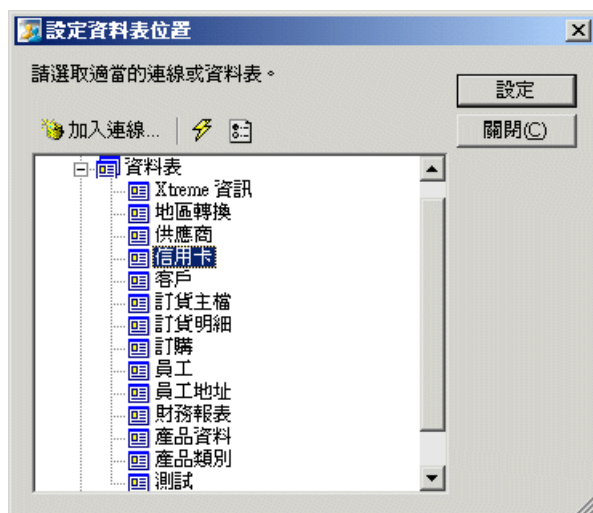 設定資料表位置
請選取適當的連線或資料表。
設定
加入連線...
關閉(C)
資料表
Xtreme 資訊
地區轉換
供應商
信用卡
客戶
訂貨主檔
訂貨明細
訂購
員工
員工地址
財務報表
產品資料
產品類別
測試